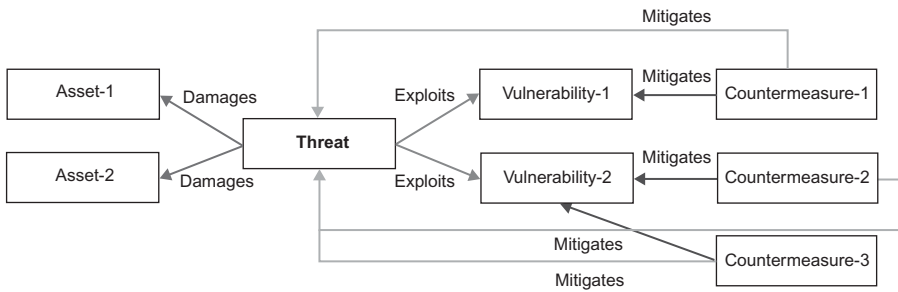 Mitigates
Asset-1
Damages
Exploits
Vulnerability-1
Mitigates
Countermeasure-1
Threat
Asset-2
Damages
Exploits
Vulnerability-2
Mitigates
Countermeasure-2
Mitigates
Countermeasure-3
Mitigates